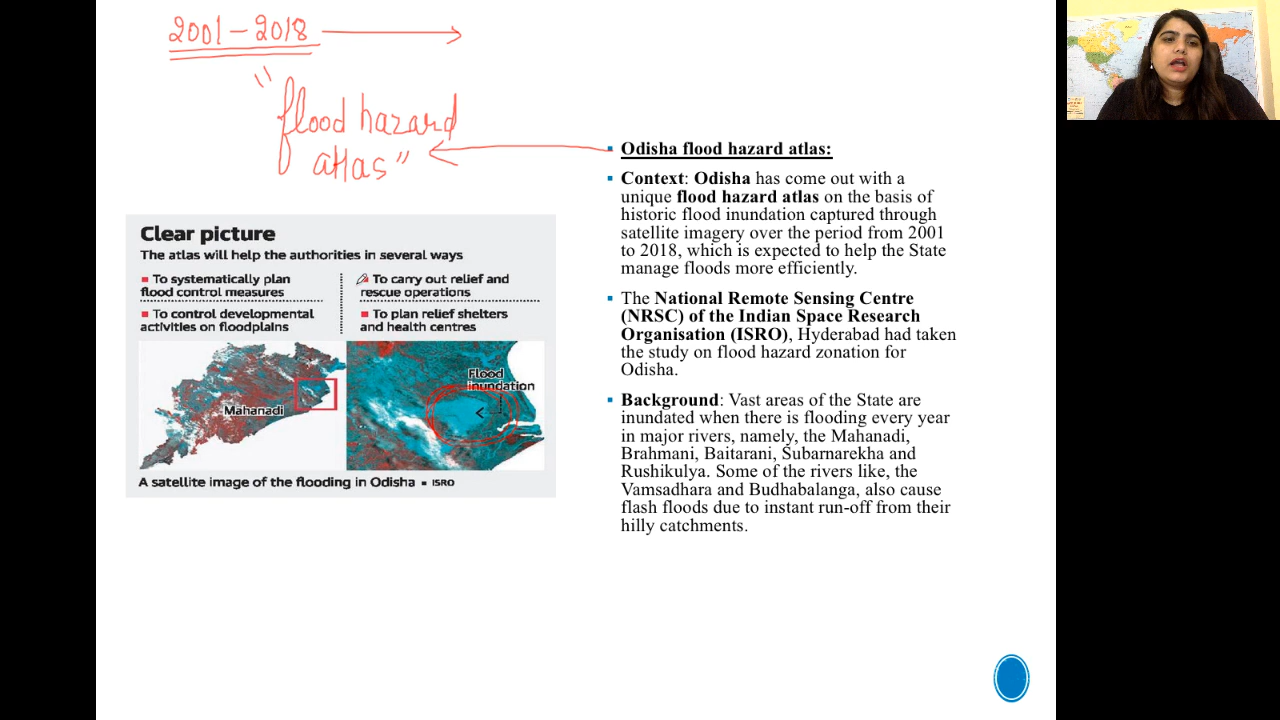 2001 - 2018
"flood hazard
atlas"
Clear picture
The atlas will help the authorities in several ways
To systematically plan
flood control measures
To carry out relief and
rescue operations
To control developmental
activities on floodplains
To plan relief shelters
and health centres
Mahanadi
Flood
inundation
A satellite image of the flooding in Odisha ▪ ISRO
▪ Odisha flood hazard atlas:
▪ Context: Odisha has come out with a
unique flood hazard atlas on the basis of
historic flood inundation captured through
satellite imagery over the period from 2001
to 2018, which is expected to help the State
manage floods more efficiently.
▪ The National Remote Sensing Centre
(NRSC) of the Indian Space Research
Organisation (ISRO), Hyderabad had taken
the study on flood hazard zonation for
Odisha.
▪ Background: Vast areas of the State are
inundated when there is flooding every year
in major rivers, namely, the Mahanadi,
Brahmani, Baitarani, Subarnarekha and
Rushikulya. Some of the rivers like, the
Vamsadhara and Budhabalanga, also cause
flash floods due to instant run-off from their
hilly catchments.